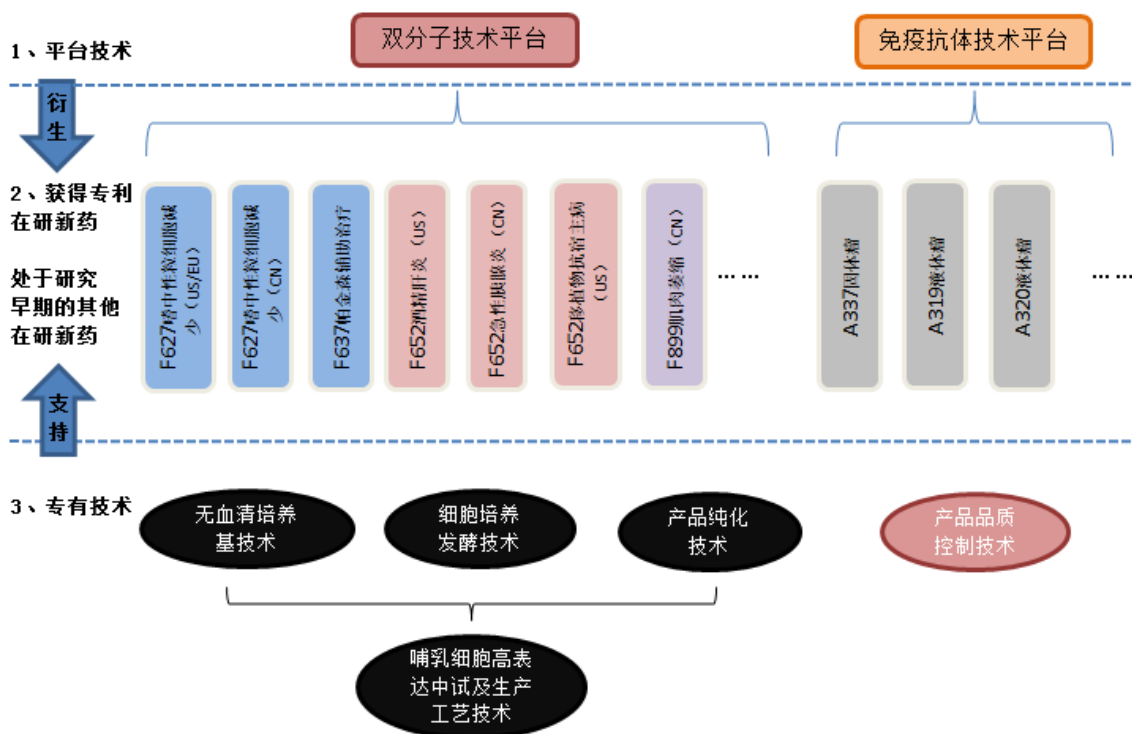 1、平台技术
双分子技术平台
免疫抗体技术平台
衍
生
2、获得专利
在研新药
处于研究
早期的其他
在研新药
F627嗜中性粒细胞减
少（US/EU）
F627嗜中性粒细胞减
少（CN）
F637帕金森辅助治疗
F652酒精肝炎（US）
F652急性胰腺炎（CN）
F652移植物抗宿主病
（US）
F899肌肉萎缩（CN）
……
A337固体瘤
A319液体瘤
A320液体瘤
……
支
持
3、专有技术
无血清培养
基技术
细胞培养
发酵技术
产品纯化
技术
产品品质
控制技术
哺乳细胞高表
达中试及生产
工艺技术